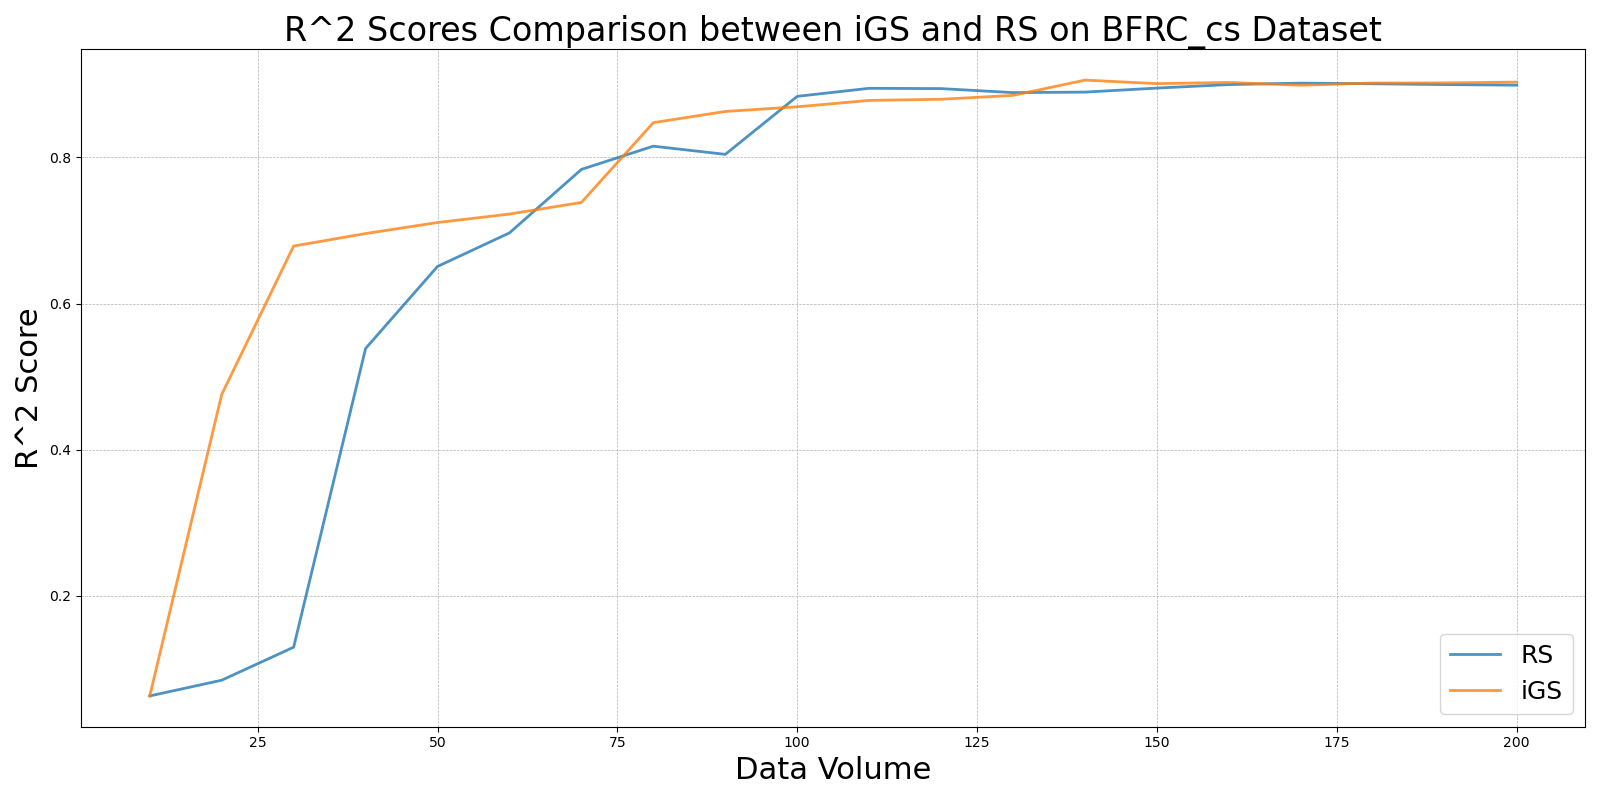 R^2 Scores Comparison between iGS and RS on BFRC_cs Dataset
R^2 Score
0.8
0.6
0.4
0.2
25 50 75 100 125 150 175 200
Data Volume
RS
iGS